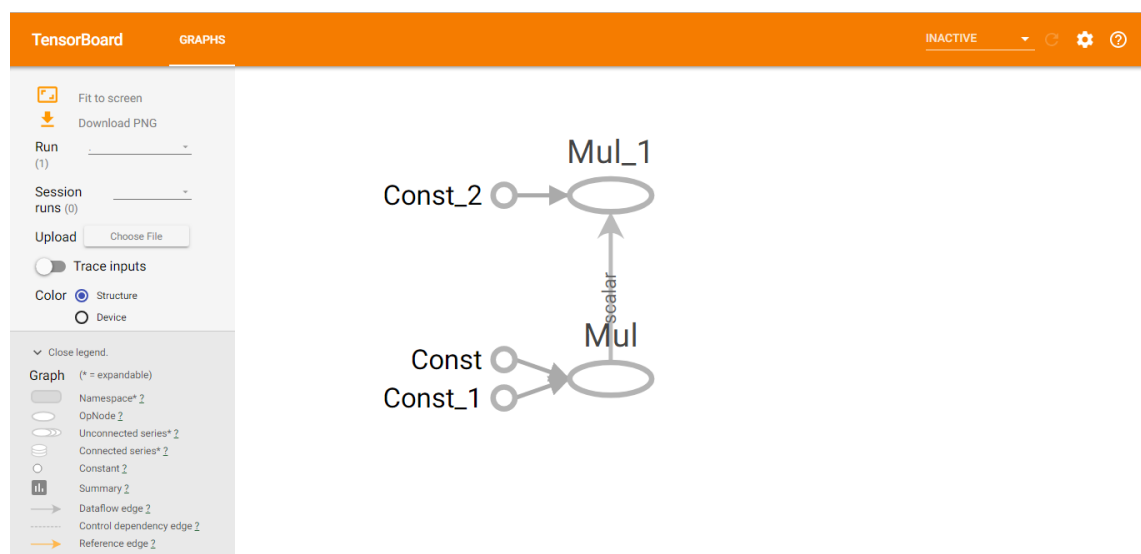 TensorBoard
GRAPHS
INACTIVE
Fit to screen
Download PNG
Run
(1)
.
Session
runs (0)
Upload
Choose File
Trace inputs
Color
Structure
Device
Close legend.
Graph
(* = expandable)
Namespace* ?
OpNode ?
Unconnected series* ?
Connected series* ?
Constant ?
Summary ?
Dataflow edge ?
Control dependency edge ?
Reference edge ?
Mul_1
Const_2
scalar
Mul
Const
Const_1